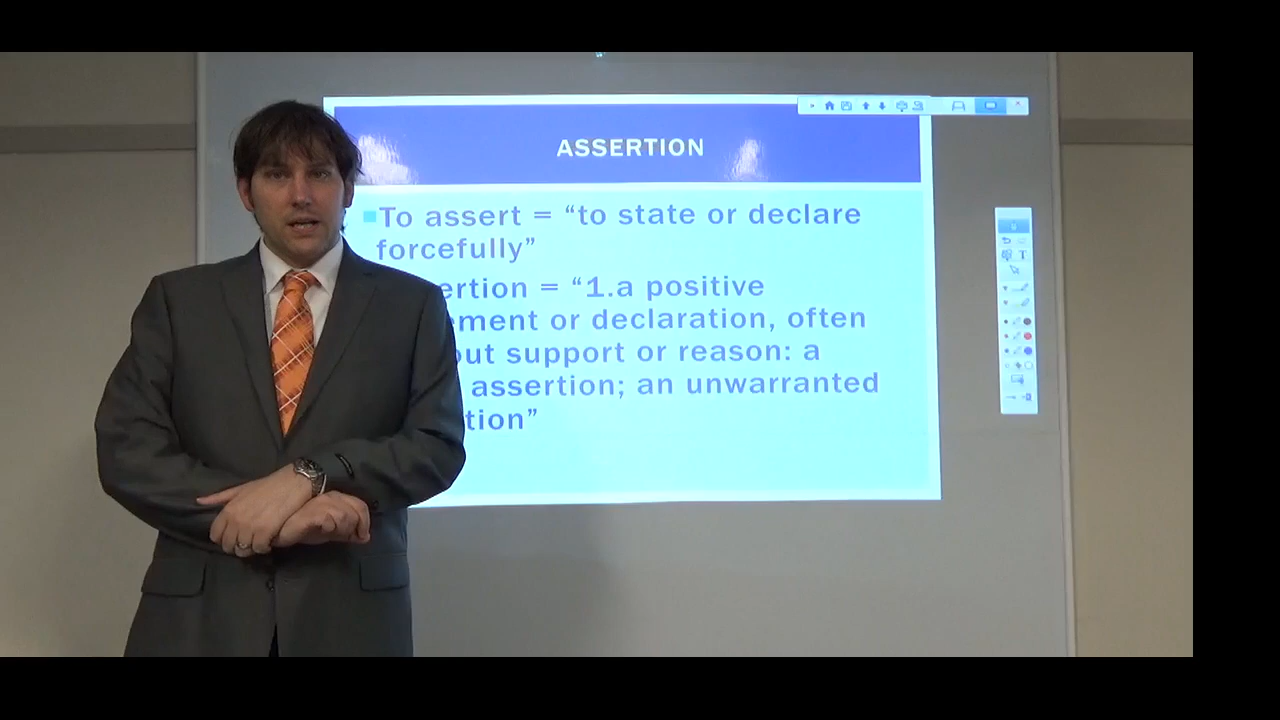 ASSERTION
To assert = “to state or declare
forcefully”
ertion = “1.a positive
ement or declaration, often
out support or reason: a
assertion; an unwarranted
tion”
T